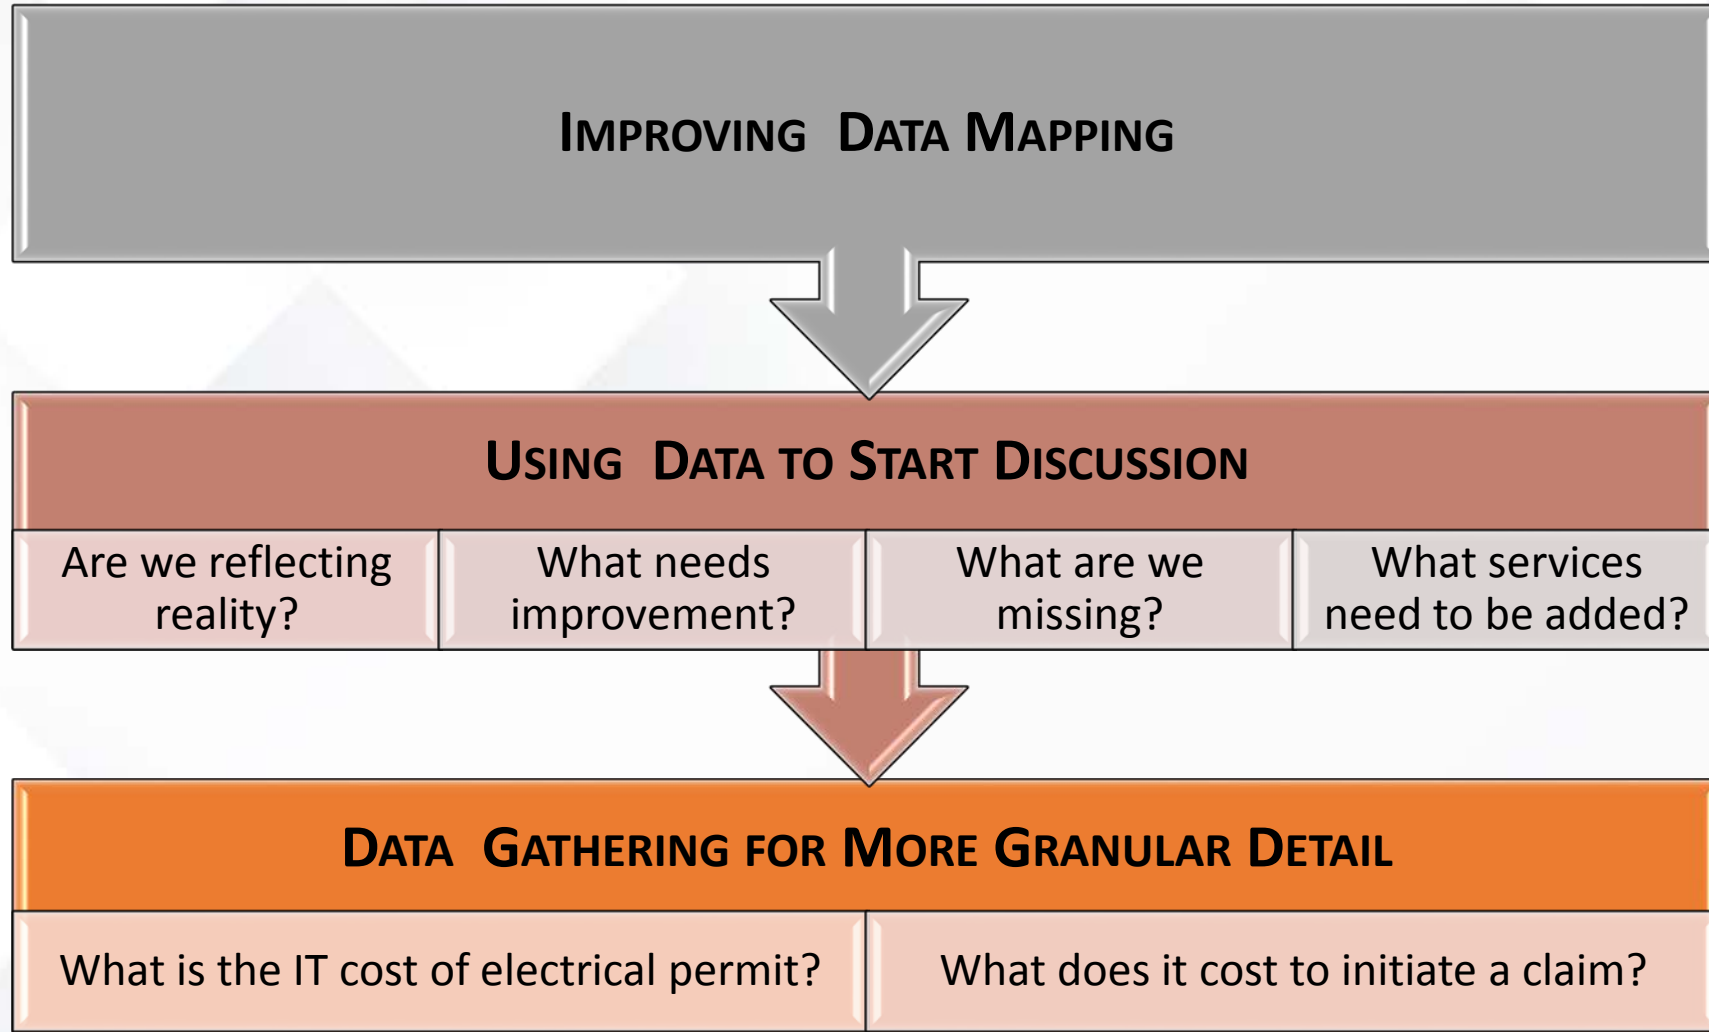 IMPROVING DATA MAPPING
USING DATA TO START DISCUSSION
Are we reflecting
reality?
What needs
improvement?
What are we
missing?
What services
need to be added?
DATA GATHERING FOR MORE GRANULAR DETAIL
What is the IT cost of electrical permit?
What does it cost to initiate a claim?